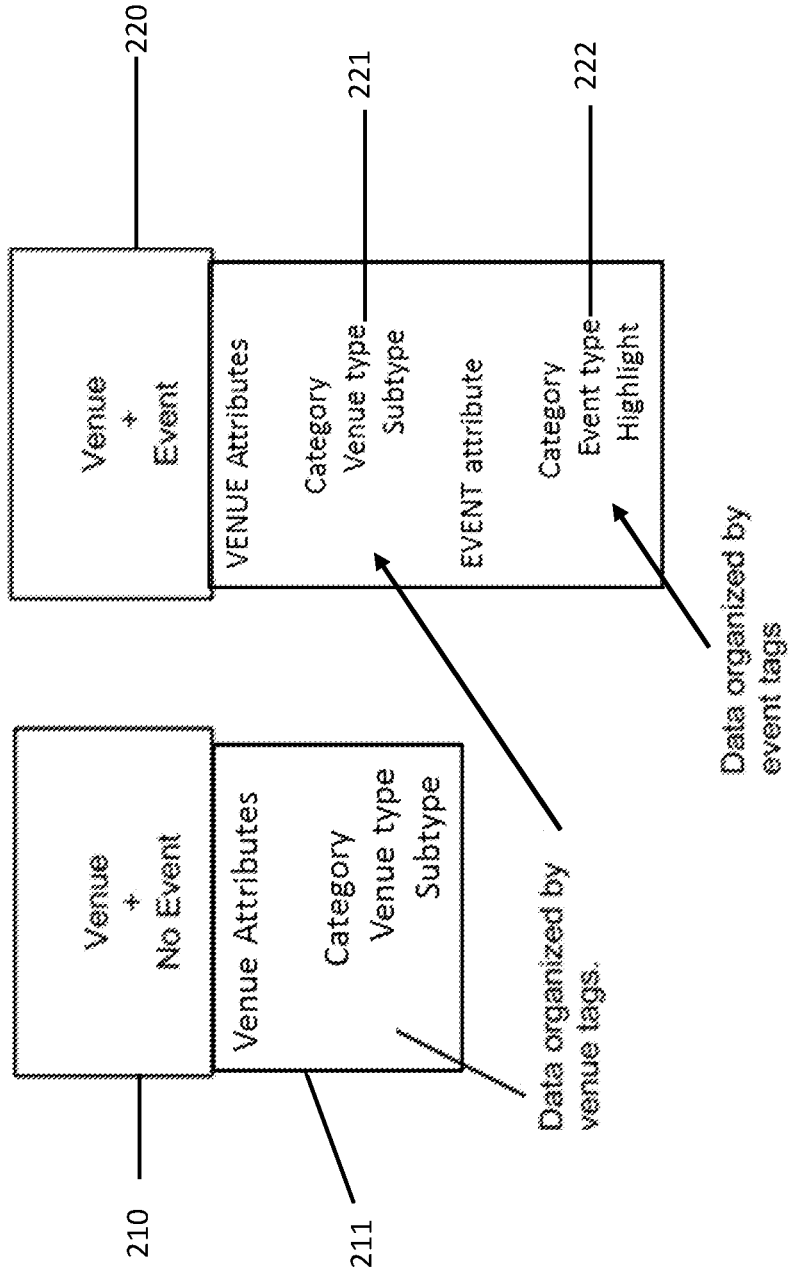 210
Venue
+
No Event
211
Venue Attributes
Category
Venue type
Subtype
Data organized by
venue tags.
Venue
+
Event
220
VENUE Attributes
Category
Venue type
Subtype
221
EVENT attribute
Category
Event type
Highlight
222
Data organized by
event tags